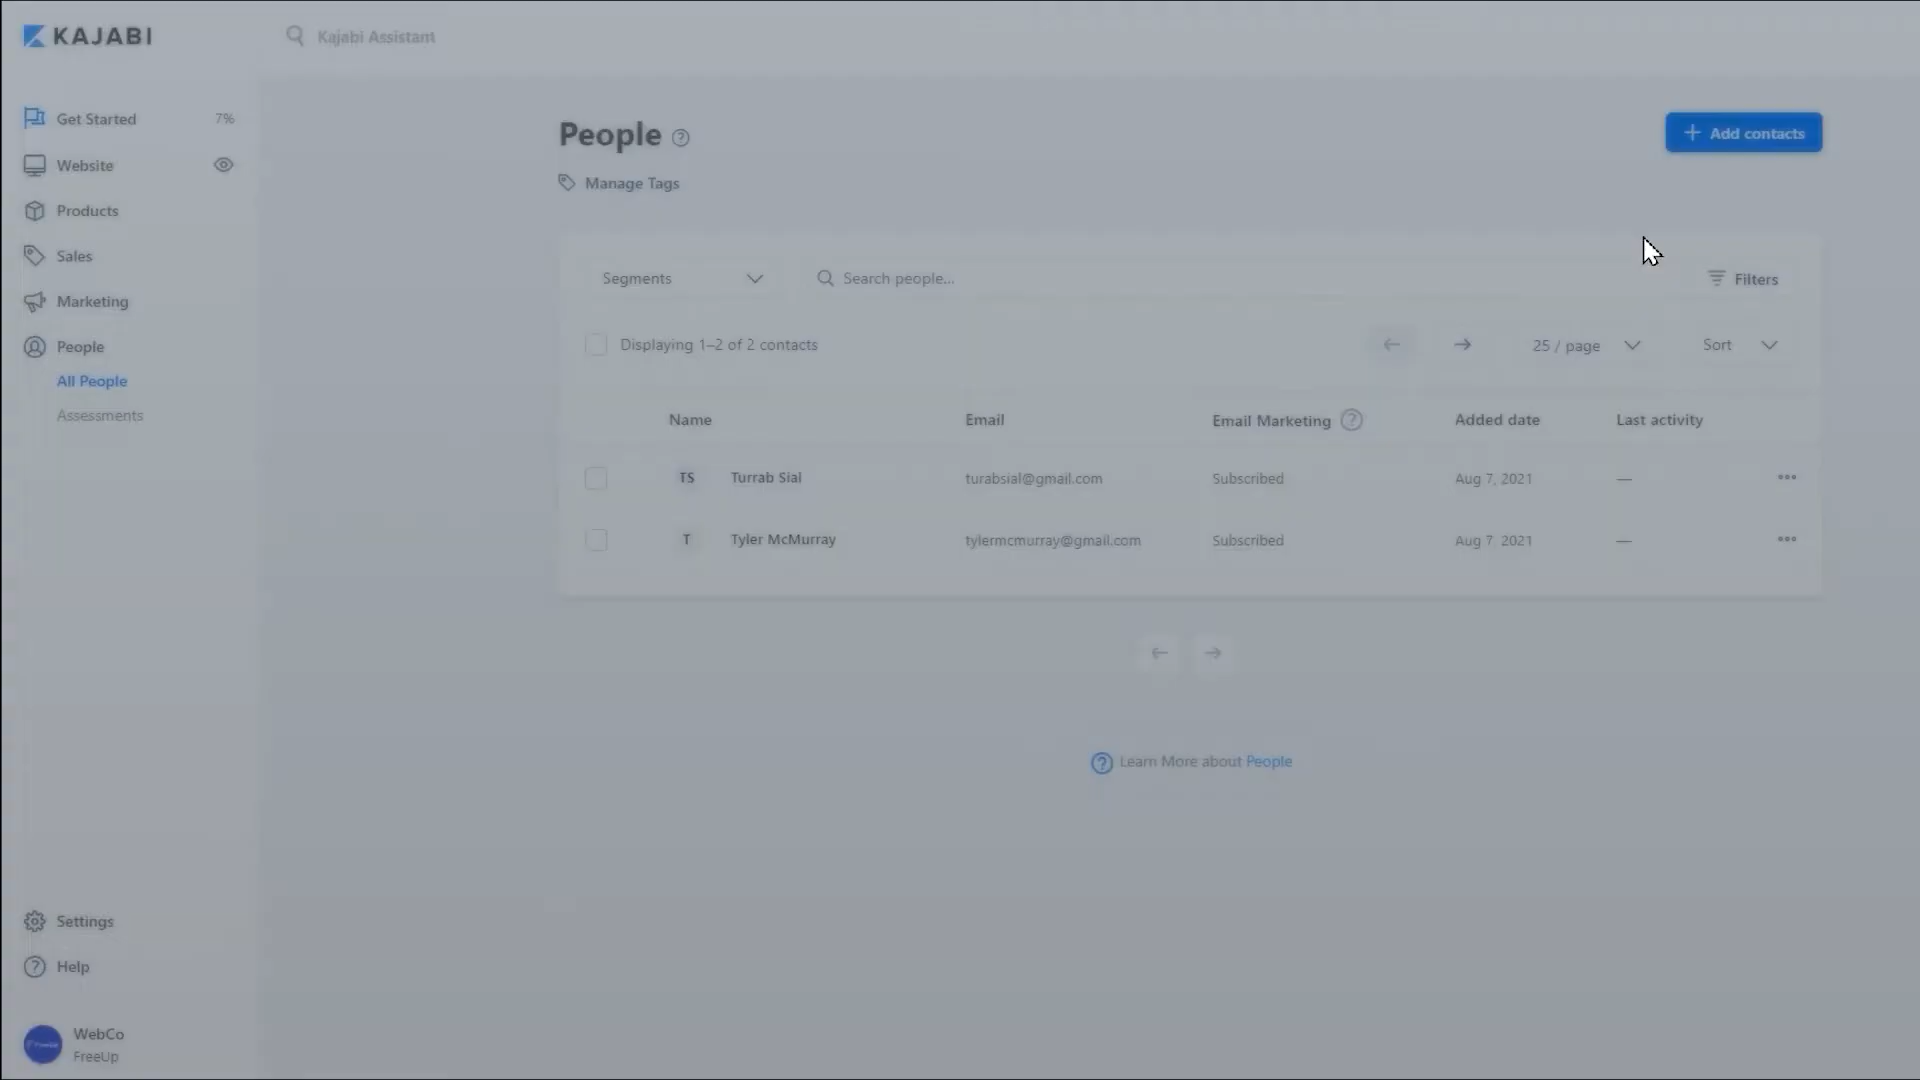 KAJABI
Kajabi Assistant
Get Started 7%
Website
Products
Sales
Marketing
People
All People
Assessments
Settings
Help
WebCo
FreeUp
People
+ Add contacts
Manage Tags
Segments
Search people...
Filters
Displaying 1–2 of 2 contacts
25 / page
Sort
Name Email Email Marketing Added date Last activity
TS Turrab Sial turabsial@gmail.com Subscribed Aug 7, 2021 —
T Tyler McMurray tylermcmurray@gmail.com Subscribed Aug 7, 2021 —
Learn More about People